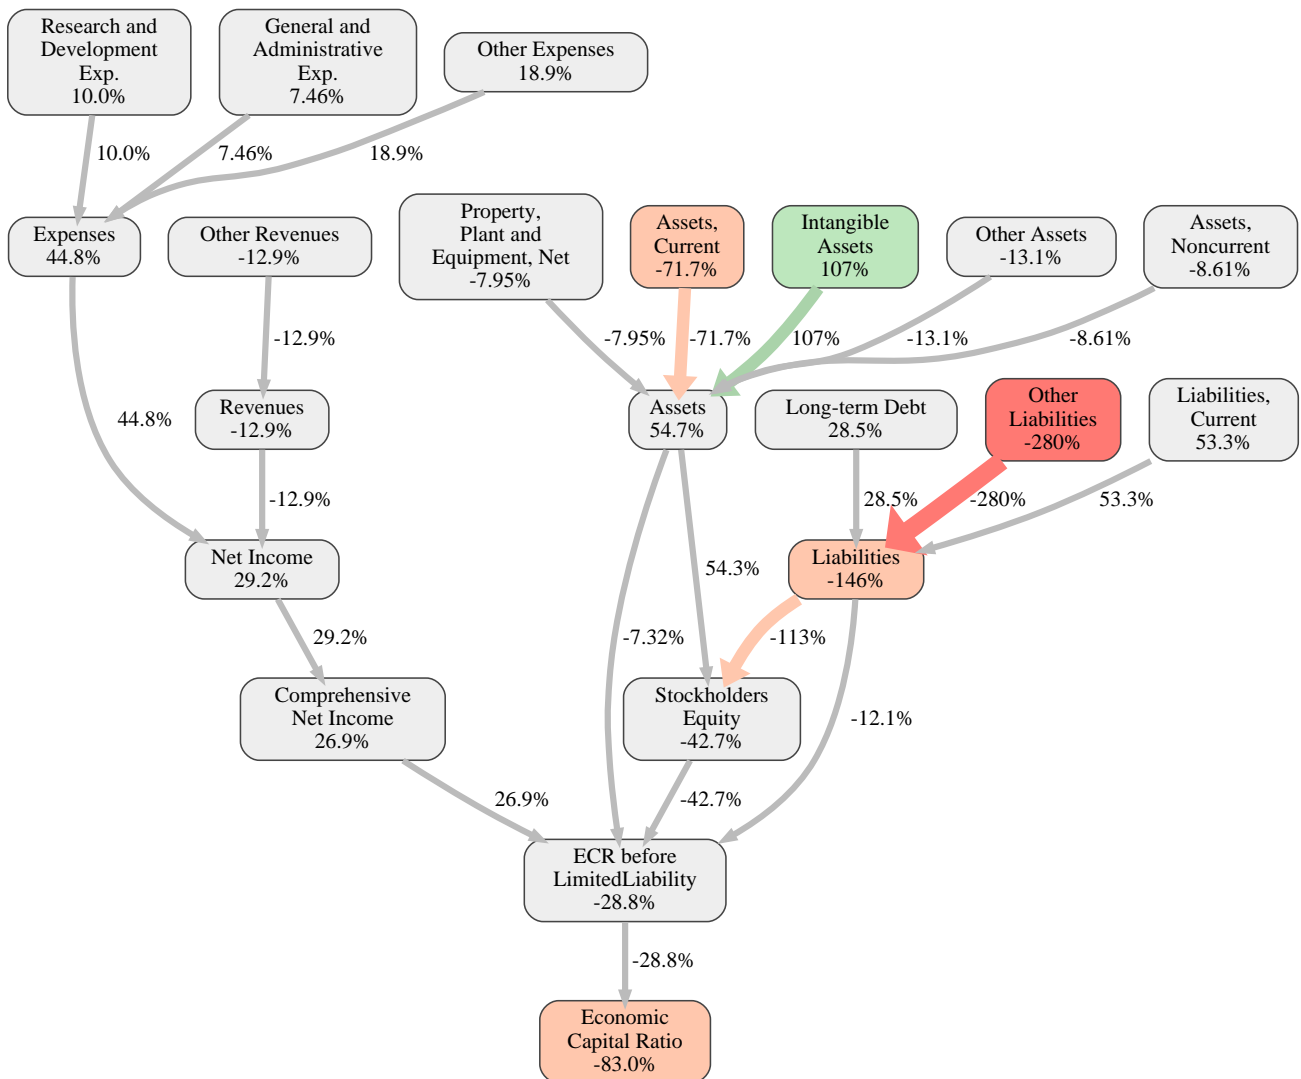 Research and
Development
Exp.
10.0%
General and
Administrative
Exp.
7.46%
Other Expenses
18.9%
10.0%
7.46%
18.9%
Expenses
44.8%
Other Revenues
-12.9%
Property,
Plant and
Equipment, Net
-7.95%
Assets,
Current
-71.7%
Intangible
Assets
107%
Other Assets
-13.1%
Assets,
Noncurrent
-8.61%
-12.9%
-7.95%
-71.7%
107%
-13.1%
-8.61%
44.8%
Revenues
-12.9%
Assets
54.7%
Long-term Debt
28.5%
Other
Liabilities
-280%
Liabilities,
Current
53.3%
-12.9%
28.5%
-280%
53.3%
Net Income
29.2%
54.3%
Liabilities
-146%
29.2%
-7.32%
-113%
Comprehensive
Net Income
26.9%
Stockholders
Equity
-42.7%
-12.1%
26.9%
-42.7%
ECR before
LimitedLiability
-28.8%
-28.8%
Economic
Capital Ratio
-83.0%